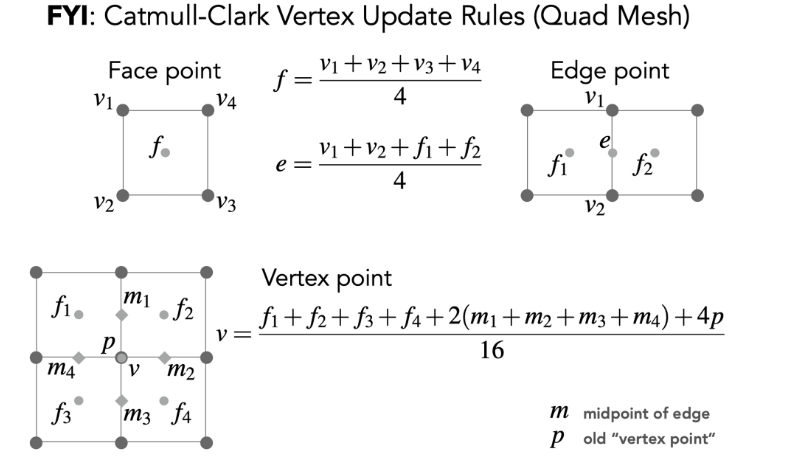 FYI: Catmull-Clark Vertex Update Rules (Quad Mesh)
Face point
v₁ v₄
f
v₂ v₃
f = (v₁ + v₂ + v₃ + v₄) / 4
e = (v₁ + v₂ + f₁ + f₂) / 4
Edge point
v₁
e
f₁ f₂
v₂
f₁ m₁ f₂
p
m₄ v m₂
f₃ m₃ f₄
Vertex point
v = (f₁ + f₂ + f₃ + f₄ + 2(m₁ + m₂ + m₃ + m₄) + 4p) / 16
m midpoint of edge
p old "vertex point"